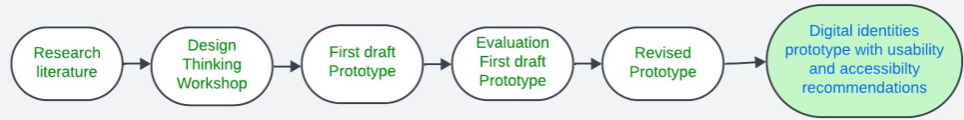 Research
literature
Design
Thinking
Workshop
First draft
Prototype
Evaluation
First draft
Prototype
Revised
Prototype
Digital identities
prototype with usability
and accessibilty
recommendations